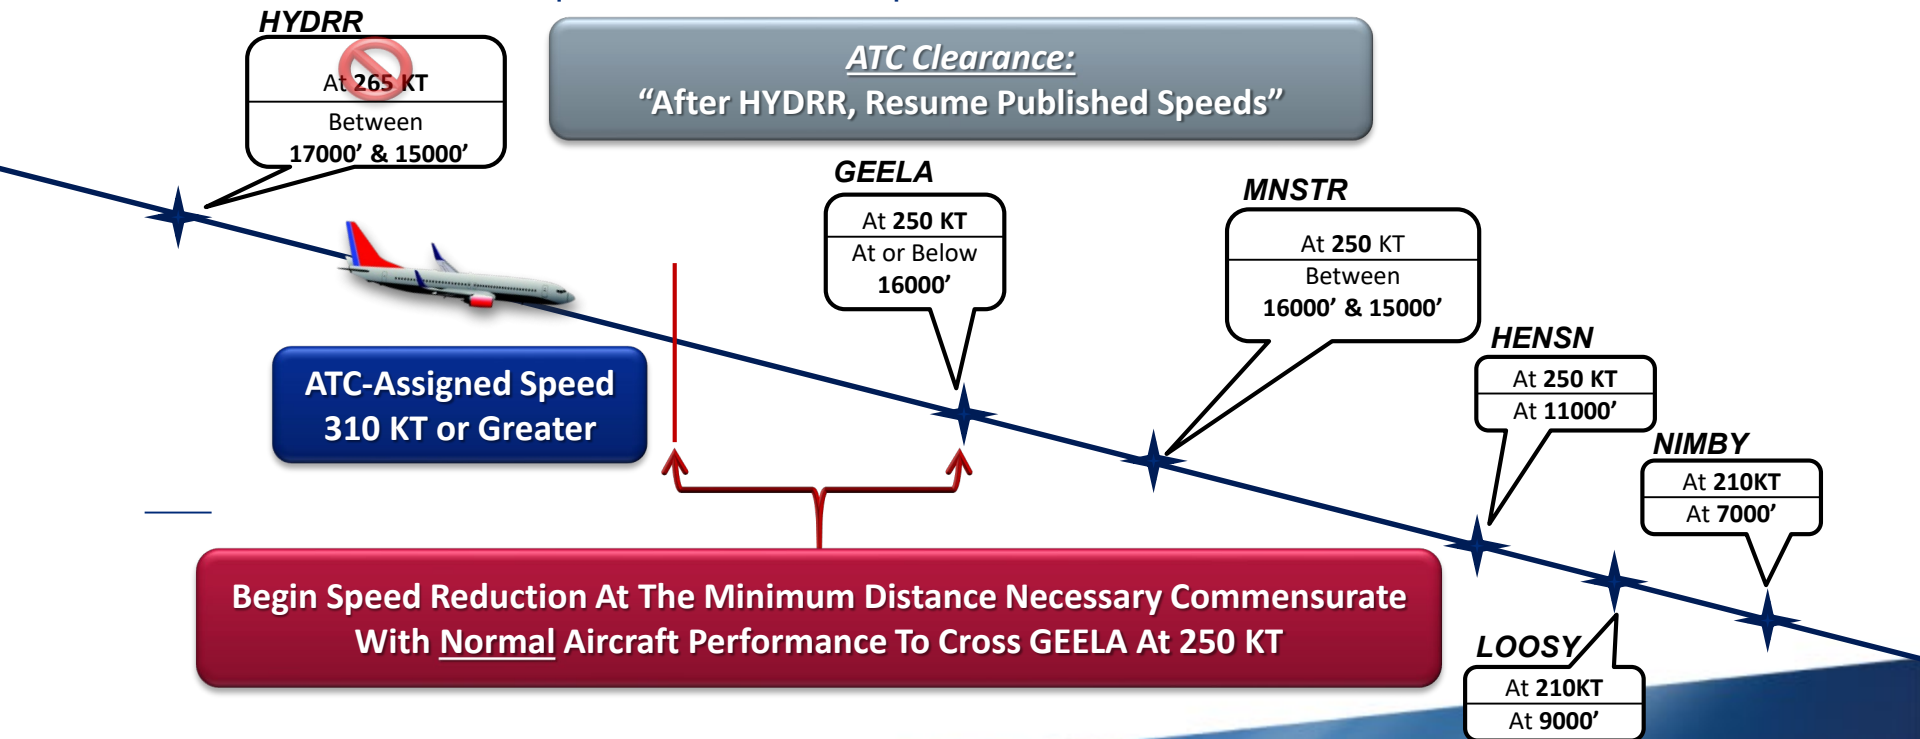 HYDRR
At 265 KT
Between
17000’ & 15000’
ATC Clearance:
“After HYDRR, Resume Published Speeds”
GEELA
At 250 KT
At or Below
16000’
MNSTR
At 250 KT
Between
16000’ & 15000’
HENSN
At 250 KT
At 11000’
NIMBY
At 210KT
At 7000’
ATC-Assigned Speed
310 KT or Greater
Begin Speed Reduction At The Minimum Distance Necessary Commensurate
With Normal Aircraft Performance To Cross GEELA At 250 KT
LOOSY
At 210KT
At 9000’